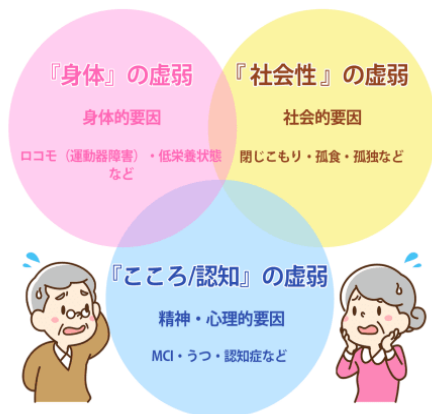 『身体』の虚弱
身体的要因
ロコモ（運動器障害）・低栄養状態
など
『社会性』の虚弱
社会的要因
閉じこもり・孤食・孤独など
『こころ/認知』の虚弱
精神・心理的要因
MCI・うつ・認知症など